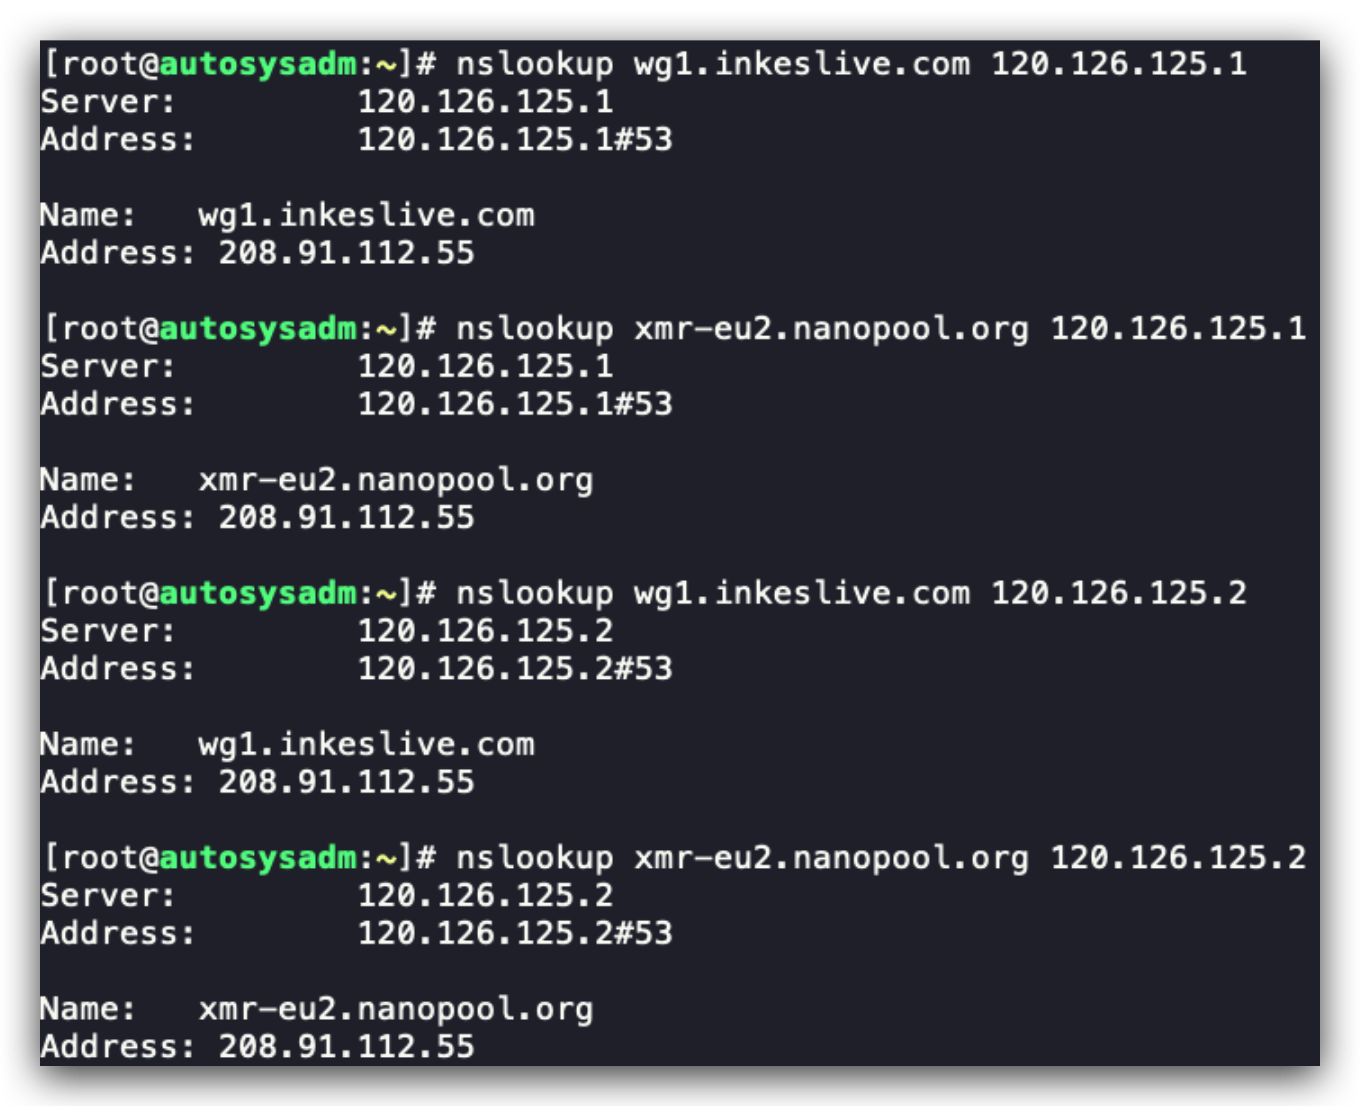 [root@autosysadm:~]# nslookup wg1.inkeslive.com 120.126.125.1
Server: 120.126.125.1
Address: 120.126.125.1#53
Name: wg1.inkeslive.com
Address: 208.91.112.55
[root@autosysadm:~]# nslookup xmr-eu2.nanopool.org 120.126.125.1
Server: 120.126.125.1
Address: 120.126.125.1#53
Name: xmr-eu2.nanopool.org
Address: 208.91.112.55
[root@autosysadm:~]# nslookup wg1.inkeslive.com 120.126.125.2
Server: 120.126.125.2
Address: 120.126.125.2#53
Name: wg1.inkeslive.com
Address: 208.91.112.55
[root@autosysadm:~]# nslookup xmr-eu2.nanopool.org 120.126.125.2
Server: 120.126.125.2
Address: 120.126.125.2#53
Name: xmr-eu2.nanopool.org
Address: 208.91.112.55